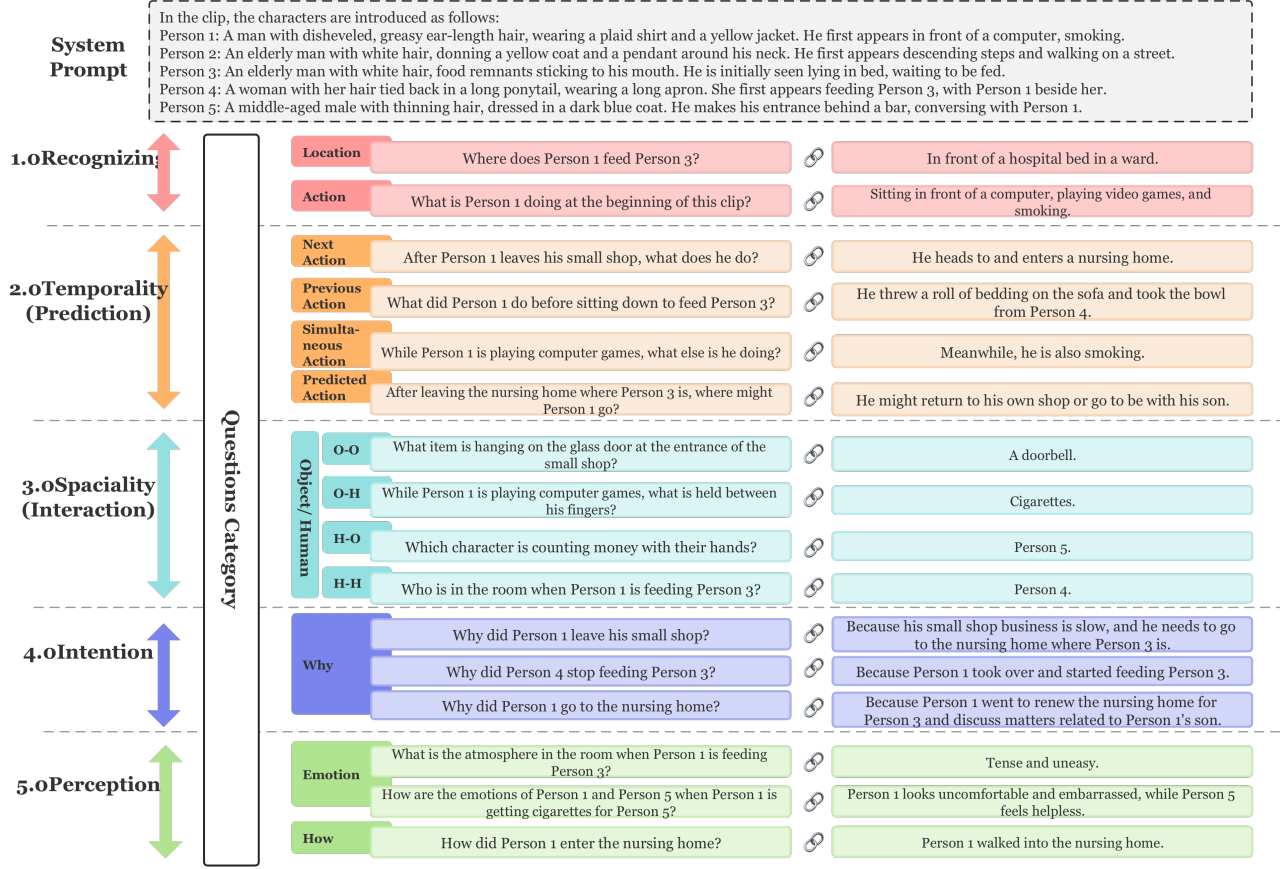 System
Prompt
In the clip, the characters are introduced as follows:
Person 1: A man with disheveled, greasy ear-length hair, wearing a plaid shirt and a yellow jacket. He first appears in front of a computer, smoking.
Person 2: An elderly man with white hair, donning a yellow coat and a pendant around his neck. He first appears descending steps and walking on a street.
Person 3: An elderly man with white hair, food remnants sticking to his mouth. He is initially seen lying in bed, waiting to be fed.
Person 4: A woman with her hair tied back in a long ponytail, wearing a long apron. She first appears feeding Person 3, with Person 1 beside her.
Person 5: A middle-aged male with thinning hair, dressed in a dark blue coat. He makes his entrance behind a bar, conversing with Person 1.
Questions Category
1.0Recognizing
Location
Where does Person 1 feed Person 3?
In front of a hospital bed in a ward.
Action
What is Person 1 doing at the beginning of this clip?
Sitting in front of a computer, playing video games, and
smoking.
2.0Temporality
(Prediction)
Next
Action
After Person 1 leaves his small shop, what does he do?
He heads to and enters a nursing home.
Previous
Action
What did Person 1 do before sitting down to feed Person 3?
He threw a roll of bedding on the sofa and took the bowl
from Person 4.
Simulta-
neous
Action
While Person 1 is playing computer games, what else is he doing?
Meanwhile, he is also smoking.
Predicted
Action
After leaving the nursing home where Person 3 is, where might
Person 1 go?
He might return to his own shop or go to be with his son.
3.0Spaciality
(Interaction)
Object/ Human
O-O
What item is hanging on the glass door at the entrance of the
small shop?
A doorbell.
O-H
While Person 1 is playing computer games, what is held between
his fingers?
Cigarettes.
H-O
Which character is counting money with their hands?
Person 5.
H-H
Who is in the room when Person 1 is feeding Person 3?
Person 4.
4.0Intention
Why
Why did Person 1 leave his small shop?
Because his small shop business is slow, and he needs to go
to the nursing home where Person 3 is.
Why did Person 4 stop feeding Person 3?
Because Person 1 took over and started feeding Person 3.
Why did Person 1 go to the nursing home?
Because Person 1 went to renew the nursing home for
Person 3 and discuss matters related to Person 1's son.
5.0Perception
Emotion
What is the atmosphere in the room when Person 1 is feeding
Person 3?
Tense and uneasy.
How are the emotions of Person 1 and Person 5 when Person 1 is
getting cigarettes for Person 5?
Person 1 looks uncomfortable and embarrassed, while Person 5
feels helpless.
How
How did Person 1 enter the nursing home?
Person 1 walked into the nursing home.